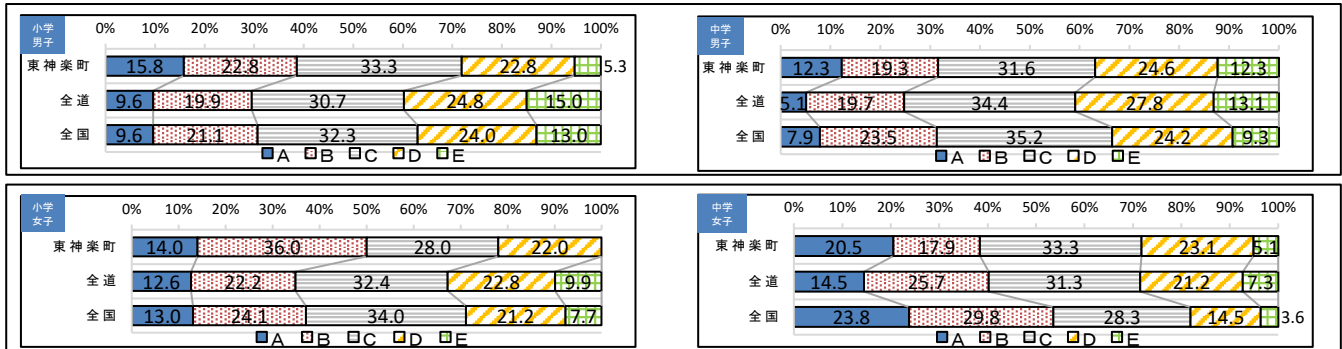 小学
男子
0% 10% 20% 30% 40% 50% 60% 70% 80% 90% 100%
東神楽町 15.8 22.8 33.3 22.8 5.3
全道 9.6 19.9 30.7 24.8 15.0
全国 9.6 21.1 32.3 24.0 13.0
A B C D E
中学
男子
0% 10% 20% 30% 40% 50% 60% 70% 80% 90% 100%
東神楽町 12.3 19.3 31.6 24.6 12.3
全道 5.1 19.7 34.4 27.8 13.1
全国 7.9 23.5 35.2 24.2 9.3
A B C D E
小学
女子
0% 10% 20% 30% 40% 50% 60% 70% 80% 90% 100%
東神楽町 14.0 36.0 28.0 22.0
全道 12.6 22.2 32.4 22.8 9.9
全国 13.0 24.1 34.0 21.2 7.7
A B C D E
中学
女子
0% 10% 20% 30% 40% 50% 60% 70% 80% 90% 100%
東神楽町 20.5 17.9 33.3 23.1 5.1
全道 14.5 25.7 31.3 21.2 7.3
全国 23.8 29.8 28.3 14.5 3.6
A B C D E